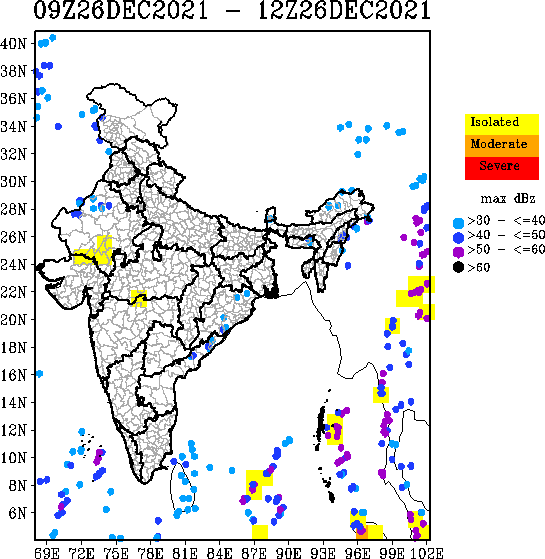 09Z26DEC2021 - 12Z26DEC2021
40N
38N
36N
34N
32N
30N
28N
26N
24N
22N
20N
18N
16N
14N
12N
10N
8N
6N
69E 72E 75E 78E 81E 84E 87E 90E 93E 96E 99E 102E
Isolated
Moderate
Severe
max dBz
>30 - <=40
>40 - <=50
>50 - <=60
>60